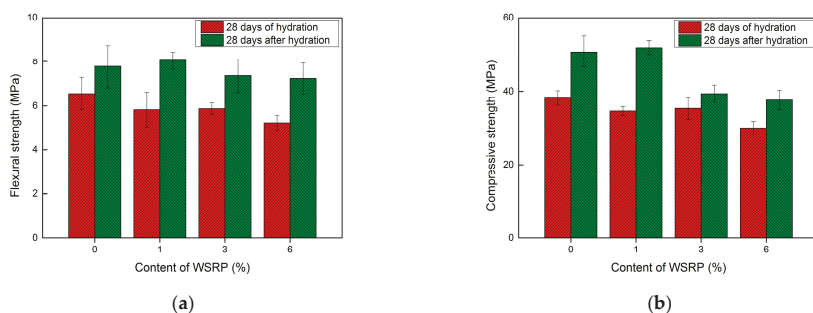 10
8
6
4
2
0
Flexural strength (MPa)
28 days of hydration
28 days after hydration
0 1 3 6
Content of WSRP (%)
(a)
60
40
20
0
Compressive strength (MPa)
28 days of hydration
28 days after hydration
0 1 3 6
Content of WSRP (%)
(b)